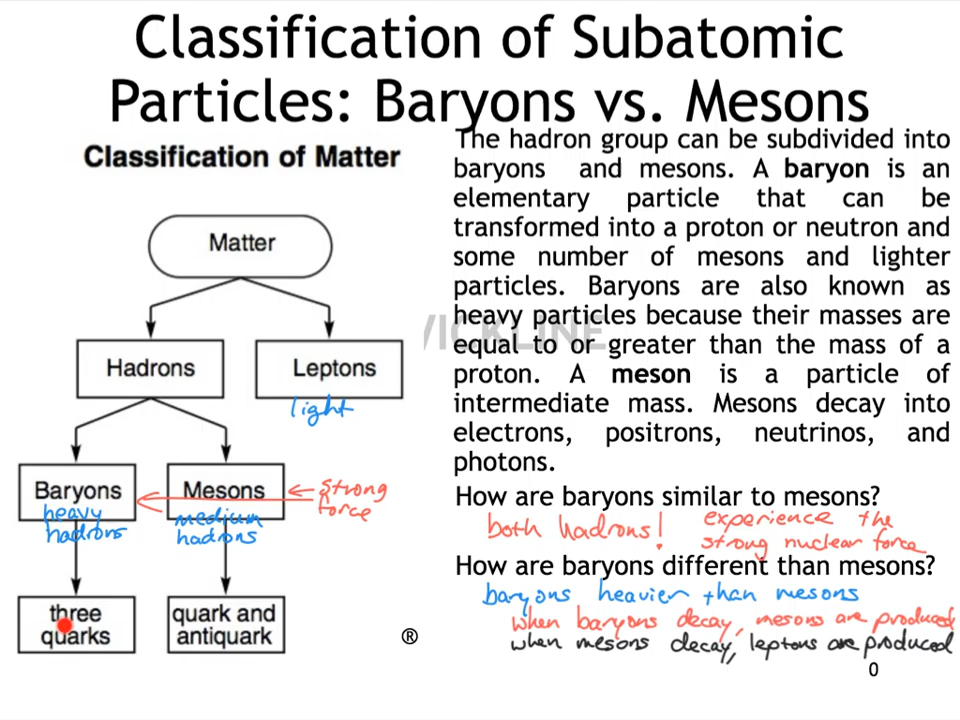 Classification of Subatomic
Particles: Baryons vs. Mesons
Classification of Matter
Matter
Hadrons
Leptons
light
Baryons
heavy
hadrons
Mesons
medium
hadrons
strong
force
three
quarks
quark and
antiquark
®
The hadron group can be subdivided into
baryons and mesons. A baryon is an
elementary particle that can be
transformed into a proton or neutron and
some number of mesons and lighter
particles. Baryons are also known as
heavy particles because their masses are
equal to or greater than the mass of a
proton. A meson is a particle of
intermediate mass. Mesons decay into
electrons, positrons, neutrinos, and
photons.
How are baryons similar to mesons?
both hadrons! experience the
strong nuclear force
How are baryons different than mesons?
baryons heavier than mesons
when baryons decay, mesons are produced
when mesons decay, leptons are produced
0